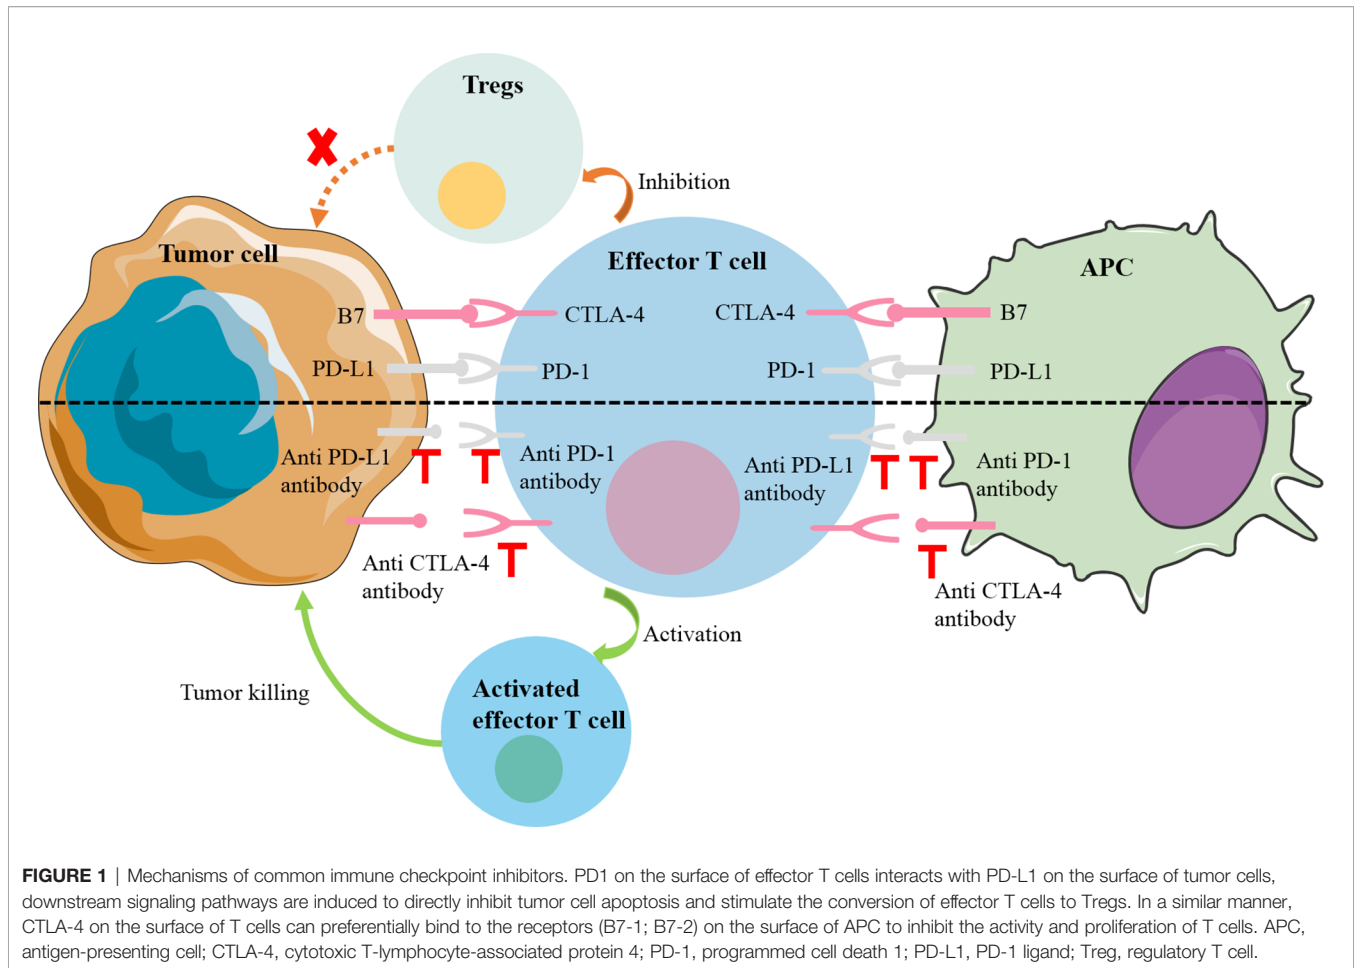 Tregs
Inhibition
Tumor cell
Effector T cell
APC
B7
CTLA-4
CTLA-4
B7
PD-L1
PD-1
PD-1
PD-L1
Anti PD-L1
antibody
Anti PD-1
antibody
Anti PD-L1
antibody
Anti PD-1
antibody
Anti CTLA-4
antibody
Anti CTLA-4
antibody
Activation
Tumor killing
Activated
effector T cell
FIGURE 1 | Mechanisms of common immune checkpoint inhibitors. PD1 on the surface of effector T cells interacts with PD-L1 on the surface of tumor cells,
downstream signaling pathways are induced to directly inhibit tumor cell apoptosis and stimulate the conversion of effector T cells to Tregs. In a similar manner,
CTLA-4 on the surface of T cells can preferentially bind to the receptors (B7-1; B7-2) on the surface of APC to inhibit the activity and proliferation of T cells. APC,
antigen-presenting cell; CTLA-4, cytotoxic T-lymphocyte-associated protein 4; PD-1, programmed cell death 1; PD-L1, PD-1 ligand; Treg, regulatory T cell.